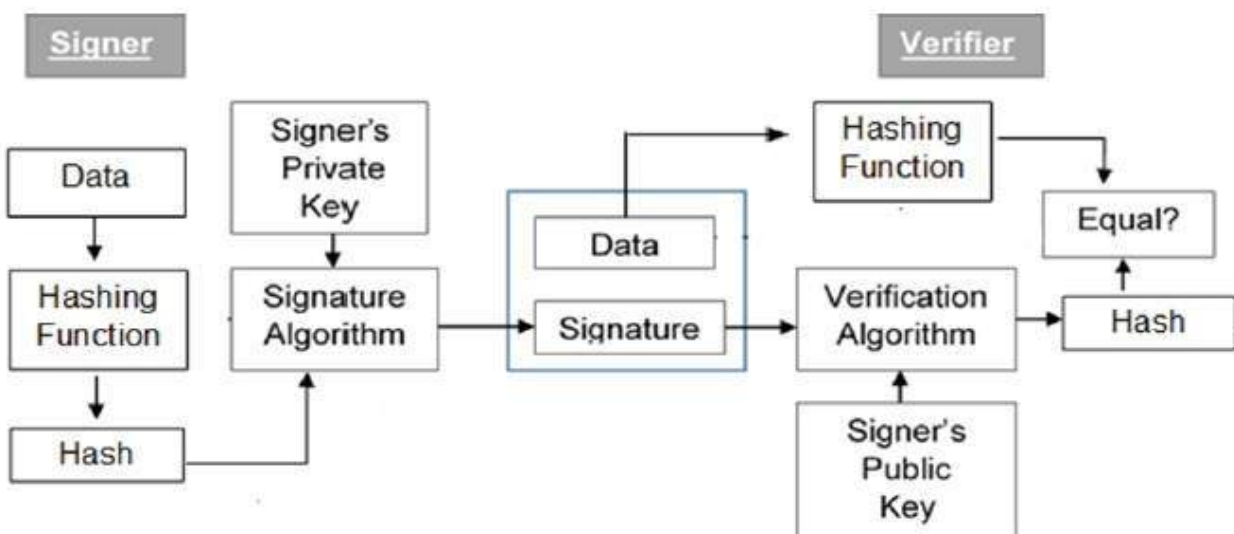 Signer
Verifier
Data
Hashing
Function
Hash
Signer's
Private
Key
Signature
Algorithm
Data
Signature
Hashing
Function
Verification
Algorithm
Signer's
Public
Key
Equal?
Hash